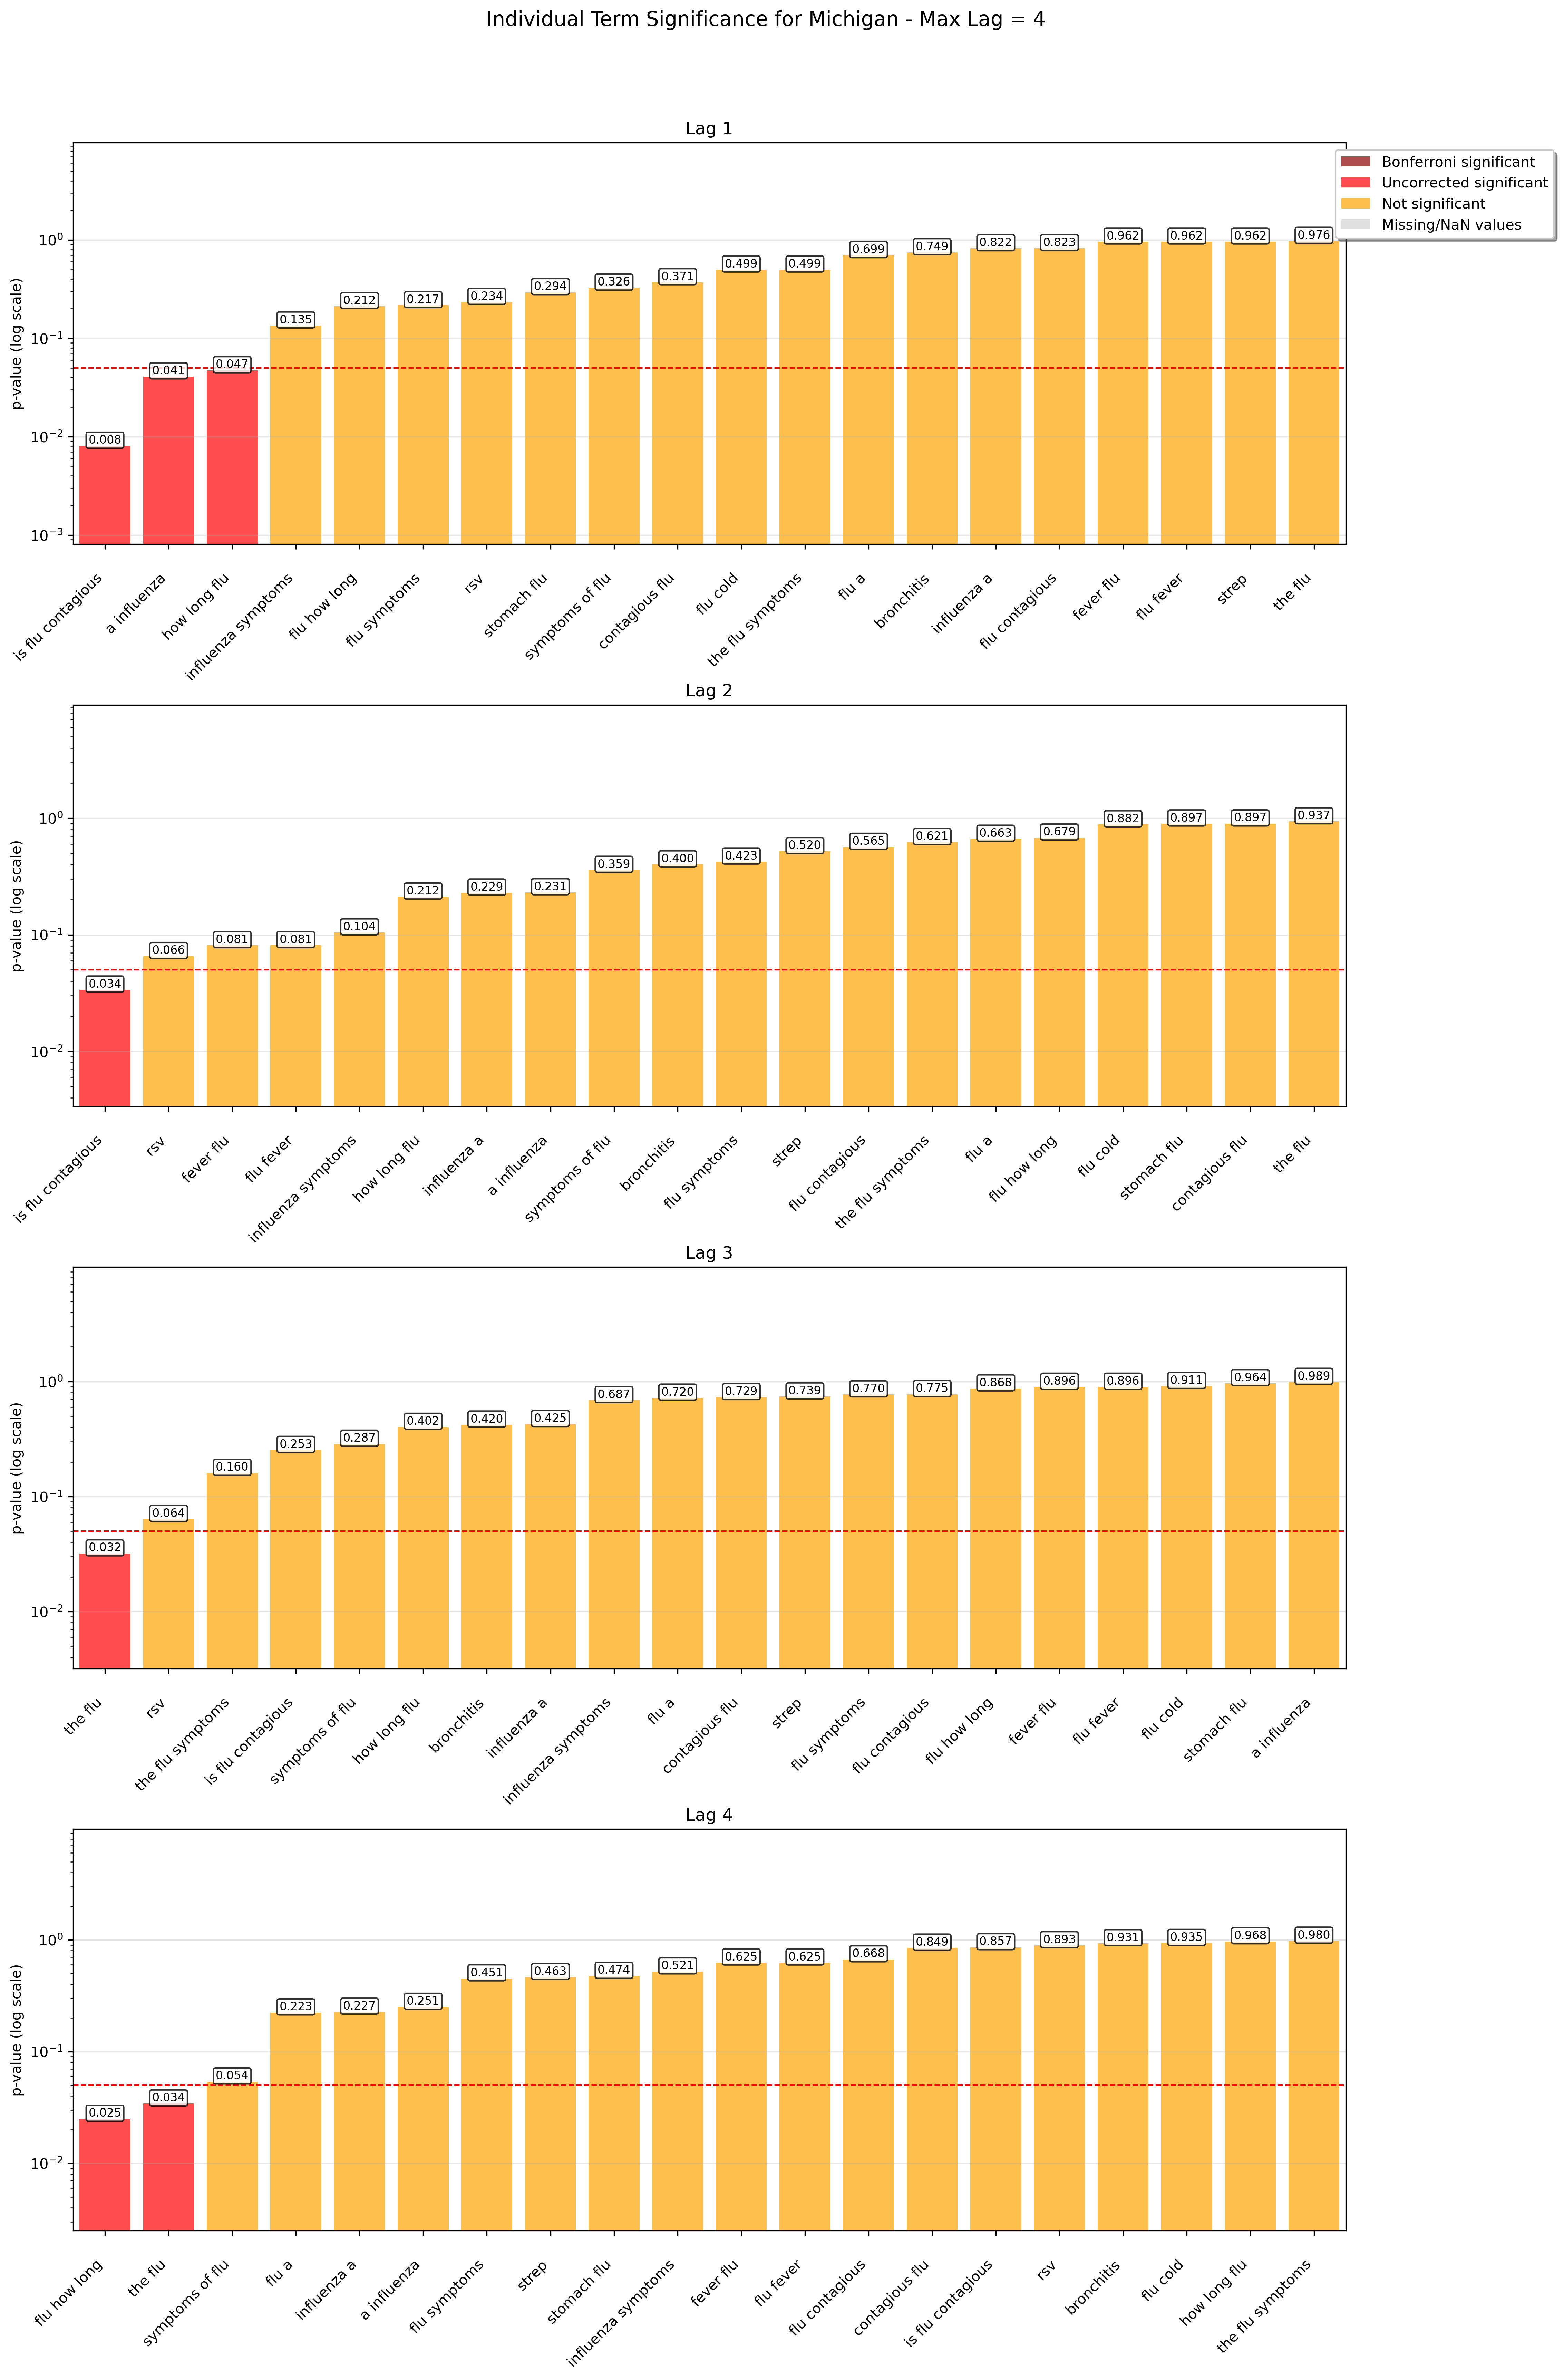 Individual Term Significance for Michigan - Max Lag = 4
Lag 1
Bonferroni significant
Uncorrected significant
Not significant
Missing/NaN values
p-value (log scale)
10⁰
10⁻¹
10⁻²
10⁻³
0.008 0.041 0.047 0.135 0.212 0.217 0.234 0.294 0.326 0.371 0.499 0.499 0.699 0.749 0.822 0.823 0.962 0.962 0.962 0.976
is flu contagious
a influenza
how long flu
influenza symptoms
flu how long
flu symptoms
rsv
stomach flu
symptoms of flu
contagious flu
flu cold
the flu symptoms
flu a
bronchitis
influenza a
flu contagious
fever flu
flu fever
strep
the flu
Lag 2
p-value (log scale)
10⁰
10⁻¹
10⁻²
0.034 0.066 0.081 0.081 0.104 0.212 0.229 0.231 0.359 0.400 0.423 0.520 0.565 0.621 0.663 0.679 0.882 0.897 0.897 0.937
is flu contagious
rsv
fever flu
flu fever
influenza symptoms
how long flu
influenza a
a influenza
symptoms of flu
bronchitis
flu symptoms
strep
flu contagious
the flu symptoms
flu a
flu how long
flu cold
stomach flu
contagious flu
the flu
Lag 3
p-value (log scale)
10⁰
10⁻¹
10⁻²
0.032 0.064 0.160 0.253 0.287 0.402 0.420 0.425 0.687 0.720 0.729 0.739 0.770 0.775 0.868 0.896 0.896 0.911 0.964 0.989
the flu
rsv
the flu symptoms
is flu contagious
symptoms of flu
how long flu
bronchitis
influenza a
influenza symptoms
flu a
contagious flu
strep
flu symptoms
flu contagious
flu how long
fever flu
flu fever
flu cold
stomach flu
a influenza
Lag 4
p-value (log scale)
10⁰
10⁻¹
10⁻²
0.025 0.034 0.054 0.223 0.227 0.251 0.451 0.463 0.474 0.521 0.625 0.625 0.668 0.849 0.857 0.893 0.931 0.935 0.968 0.980
flu how long
the flu
symptoms of flu
flu a
influenza a
a influenza
flu symptoms
strep
stomach flu
influenza symptoms
fever flu
flu fever
flu contagious
contagious flu
is flu contagious
rsv
bronchitis
flu cold
how long flu
the flu symptoms